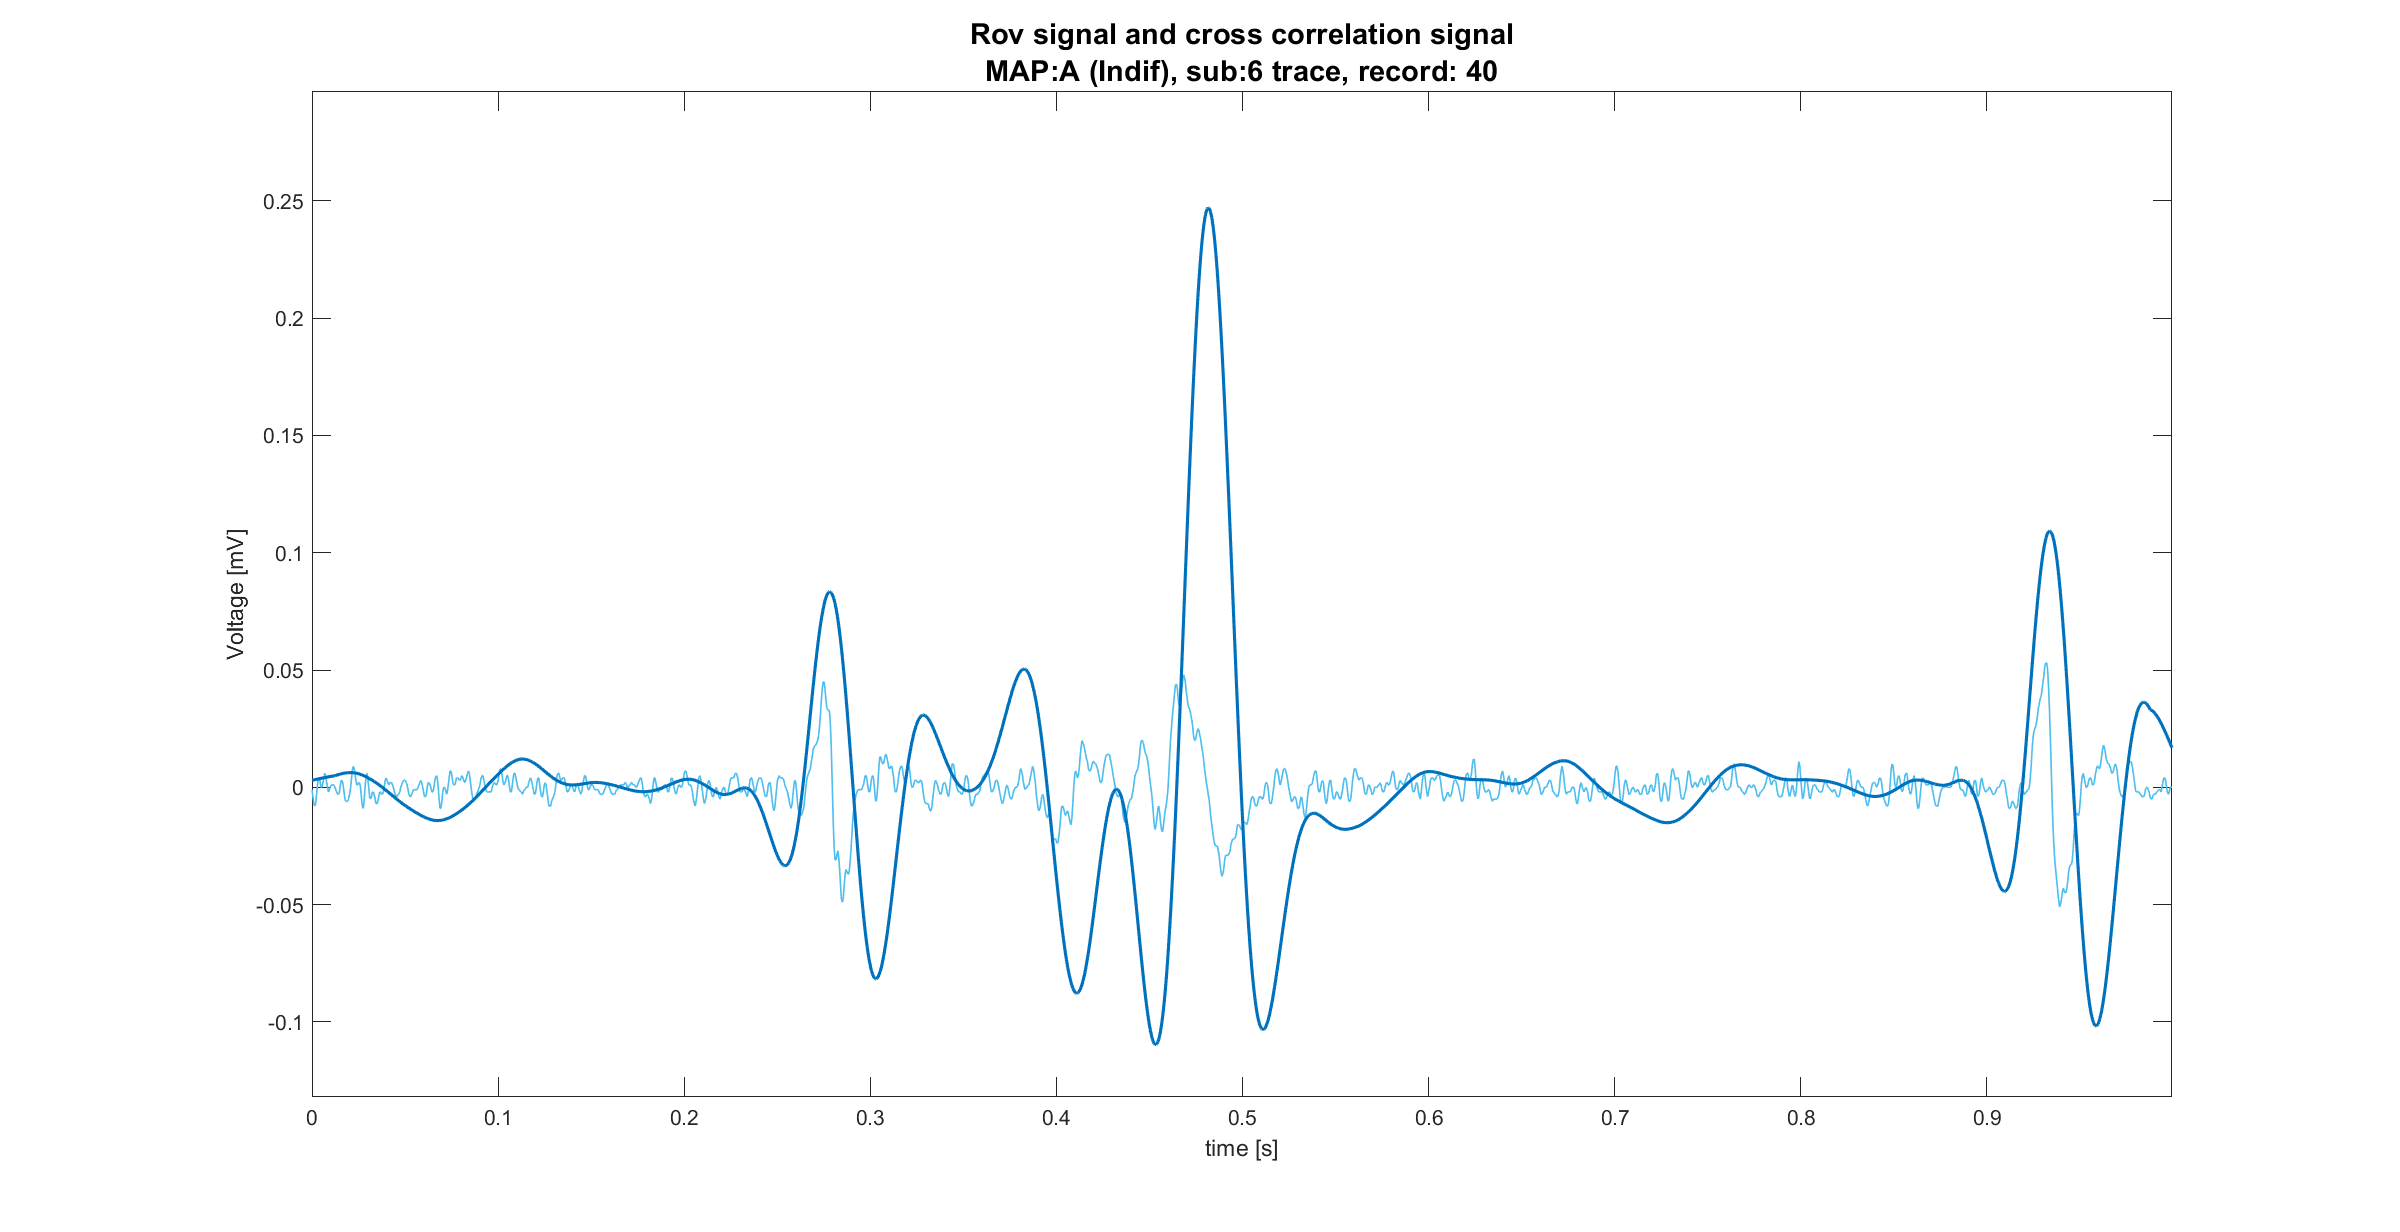 Rov signal and cross correlation signal
MAP:A (Indif), sub:6 trace, record: 40
0.25
0.2
0.15
0.1
0.05
0
-0.05
-0.1
Voltage [mV]
0 0.1 0.2 0.3 0.4 0.5 0.6 0.7 0.8 0.9
time [s]